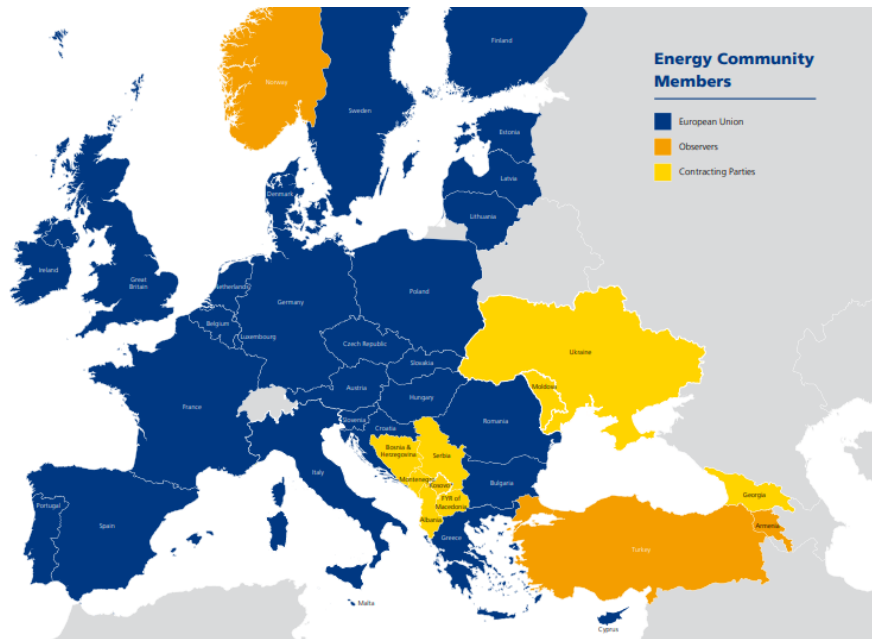 Energy Community
Members
European Union
Observers
Contracting Parties
Finland
Norway
Sweden
Estonia
Latvia
Denmark
Lithuania
Ireland
Great
Britain
Netherlands
Poland
Germany
Belgium
Luxembourg
Czech Republic
Ukraine
Slovakia
Moldova
Austria
Hungary
France
Romania
Slovenia
Croatia
Bosnia &
Herzegovina
Serbia
Italy
Montenegro
Kosovo*
Bulgaria
Georgia
FYR of
Macedonia
Portugal
Spain
Albania
Armenia
Greece
Turkey
Malta
Cyprus